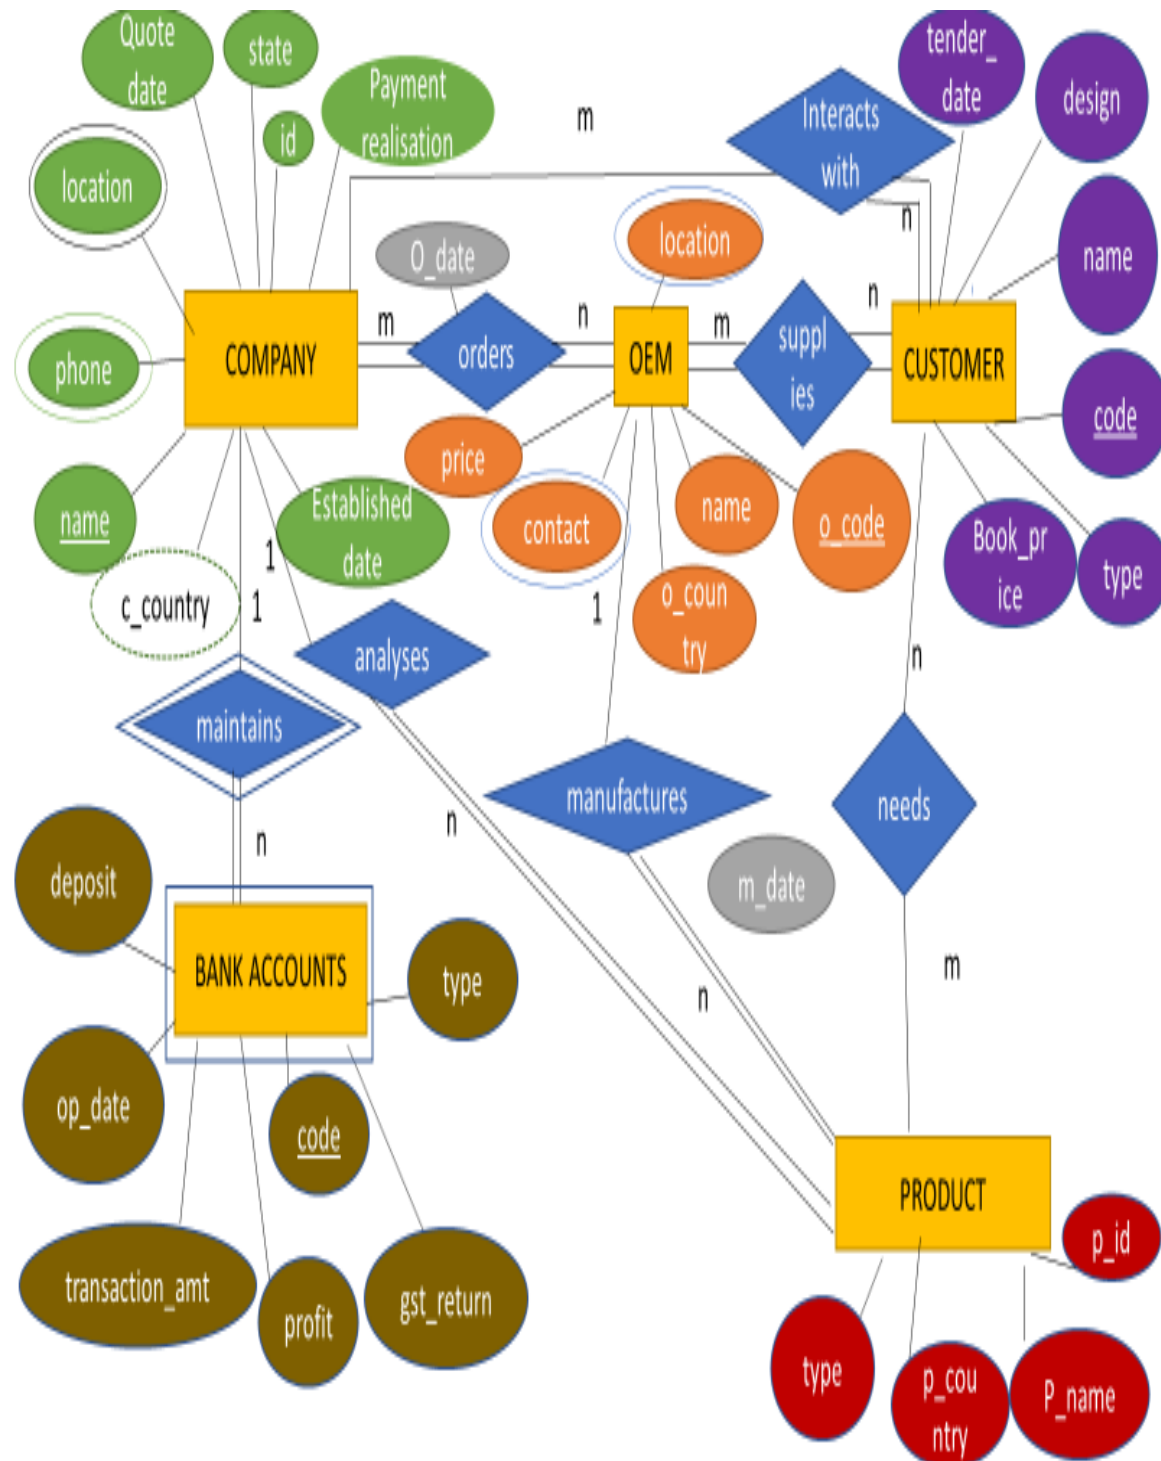 Quote
date
state
id
Payment
realisation
location
phone
name
c_country
Established
date
COMPANY
m
Interacts
with
n
tender_
date
design
name
code
type
Book_pr
ice
CUSTOMER
O_date
m
orders
n
location
OEM
m
suppl
ies
n
price
contact
name
o_code
o_coun
try
1
1
1
analyses
maintains
n
n
manufactures
m_date
n
needs
n
m
deposit
BANK ACCOUNTS
type
op_date
code
transaction_amt
profit
gst_return
PRODUCT
p_id
type
p_cou
ntry
P_name